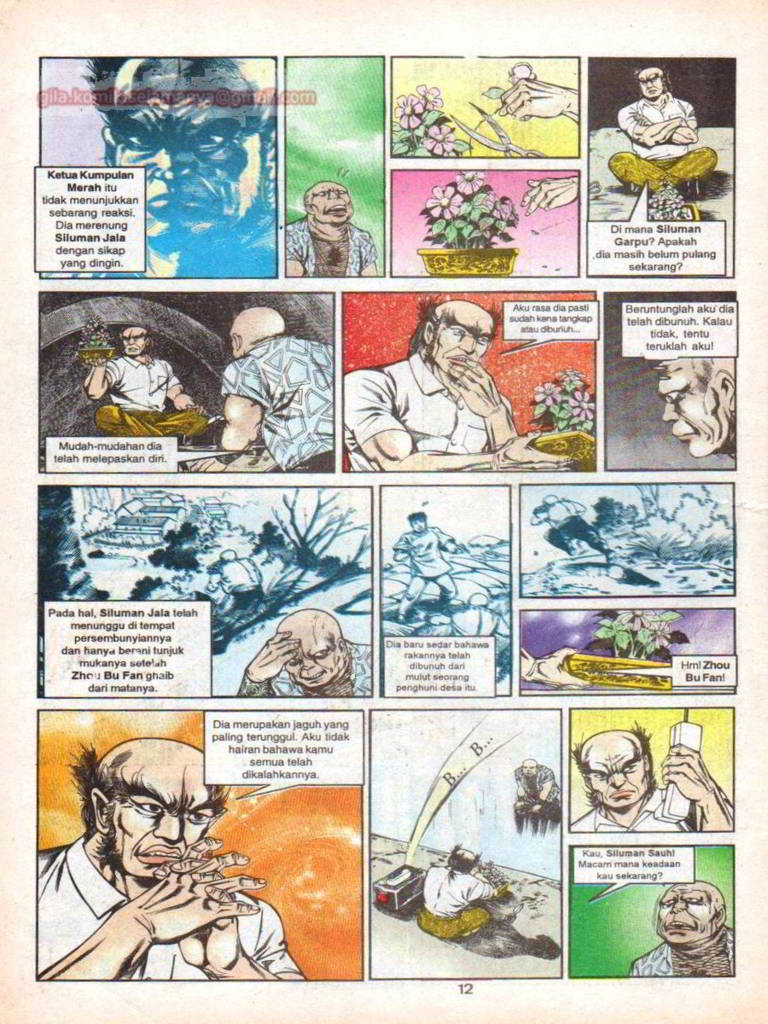 gila.komik.selamanya@gmail.com
Ketua Kumpulan
Merah itu
tidak menunjukkan
sebarang reaksi.
Dia merenung
Siluman Jala
dengan sikap
yang dingin.
Di mana Siluman
Garpu? Apakah
dia masih belum pulang
sekarang?
Mudah-mudahan dia
telah melepaskan diri.
Aku rasa dia pasti
sudah kena tangkap
atau dibunuh...
Beruntunglah aku dia
telah dibunuh. Kalau
tidak, tentu
teruklah aku!
Pada hal, Siluman Jala telah
menunggu di tempat
persembunyiannya
dan hanya berani tunjuk
mukanya setelah
Zhou Bu Fan ghaib
dari matanya.
Dia baru sedar bahawa
rakannya telah
dibunuh dari
mulut seorang
penghuni desa itu.
Hm! Zhou
Bu Fan!
Dia merupakan jaguh yang
paling terunggul. Aku tidak
hairan bahawa kamu
semua telah
dikalahkannya.
B... B...
Kau, Siluman Sauh!
Macam mana keadaan
kau sekarang?
12